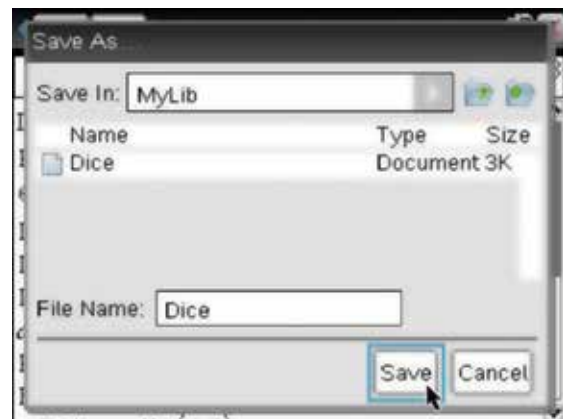 Save As...
Save In: MyLib
Name Type Size
Dice Document 3K
File Name: Dice
Save Cancel